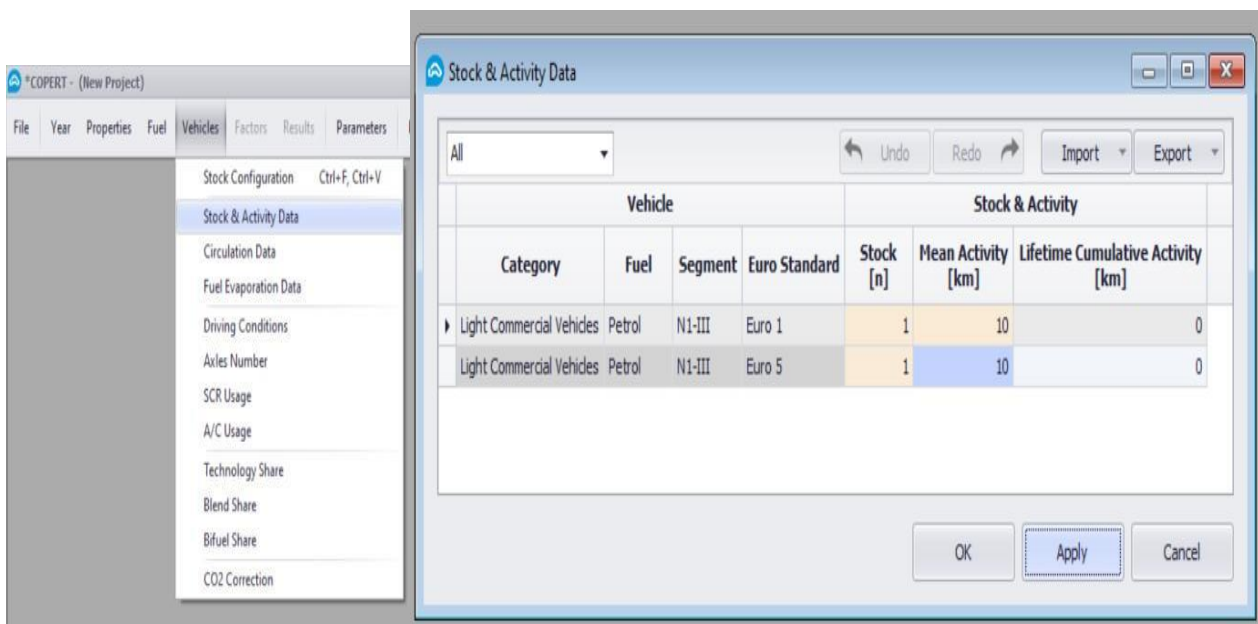 *COPERT - (New Project)
File Year Properties Fuel Vehicles Factors Results Parameters
Stock Configuration Ctrl+F, Ctrl+V
Stock & Activity Data
Circulation Data
Fuel Evaporation Data
Driving Conditions
Axles Number
SCR Usage
A/C Usage
Technology Share
Blend Share
Bifuel Share
CO2 Correction
Stock & Activity Data
All Undo Redo Import Export
Vehicle Stock & Activity
Category Fuel Segment Euro Standard Stock [n] Mean Activity [km] Lifetime Cumulative Activity [km]
Light Commercial Vehicles Petrol N1-III Euro 1 1 10 0
Light Commercial Vehicles Petrol N1-III Euro 5 1 10 0
OK Apply Cancel